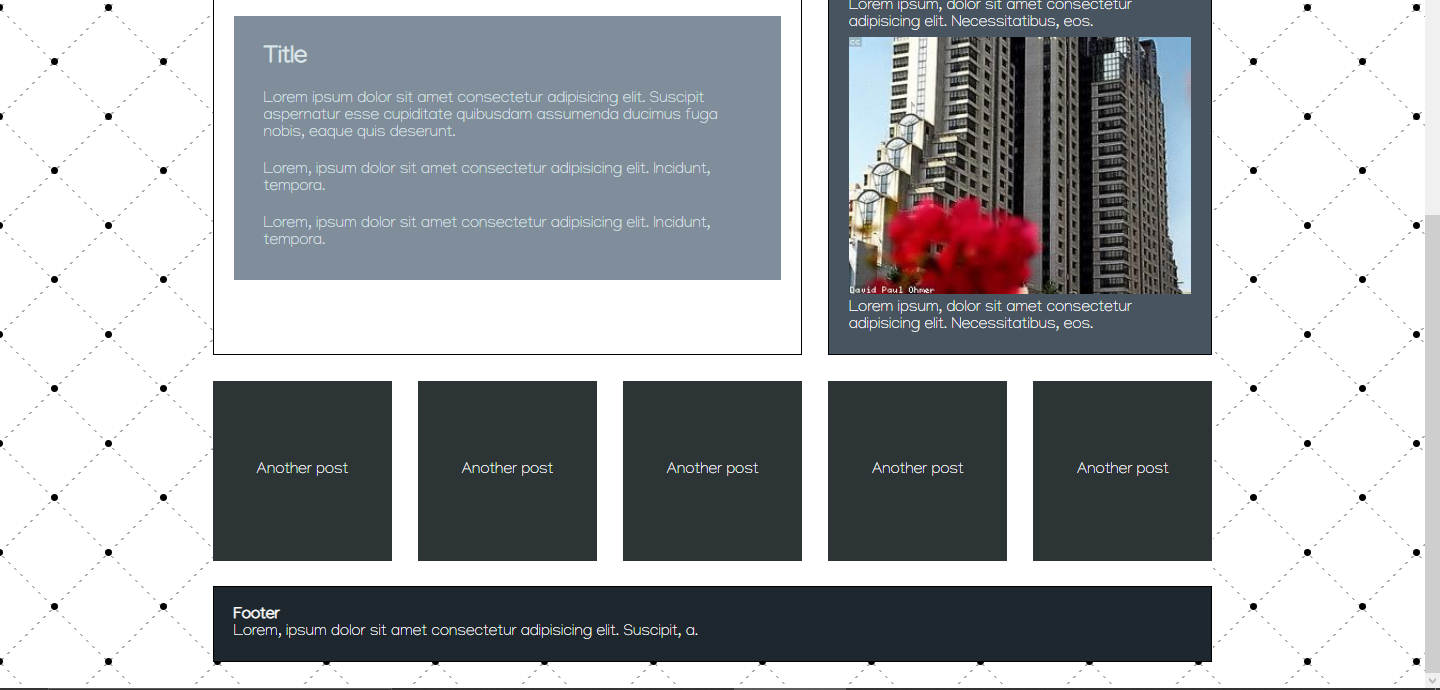 Title
Lorem ipsum dolor sit amet consectetur adipisicing elit. Suscipit
aspernatur esse cupiditate quibusdam assumenda ducimus fuga
nobis, eaque quis deserunt.
Lorem, ipsum dolor sit amet consectetur adipisicing elit. Incidunt,
tempora.
Lorem, ipsum dolor sit amet consectetur adipisicing elit. Incidunt,
tempora.
Lorem ipsum, dolor sit amet consectetur
adipisicing elit. Necessitatibus, eos.
cc
David Paul Ohmer
Lorem ipsum, dolor sit amet consectetur
adipisicing elit. Necessitatibus, eos.
Another post
Another post
Another post
Another post
Another post
Footer
Lorem, ipsum dolor sit amet consectetur adipisicing elit. Suscipit, a.